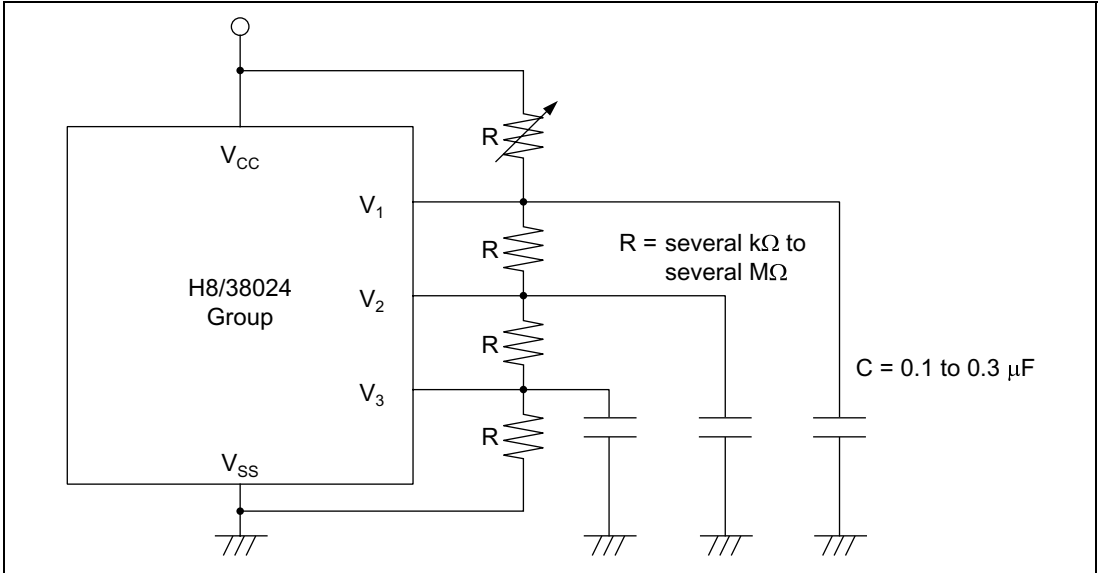 V_CC
R
V_1
R
R = several kΩ to
several MΩ
H8/38024
Group
V_2
R
C = 0.1 to 0.3 μF
V_3
R
V_SS